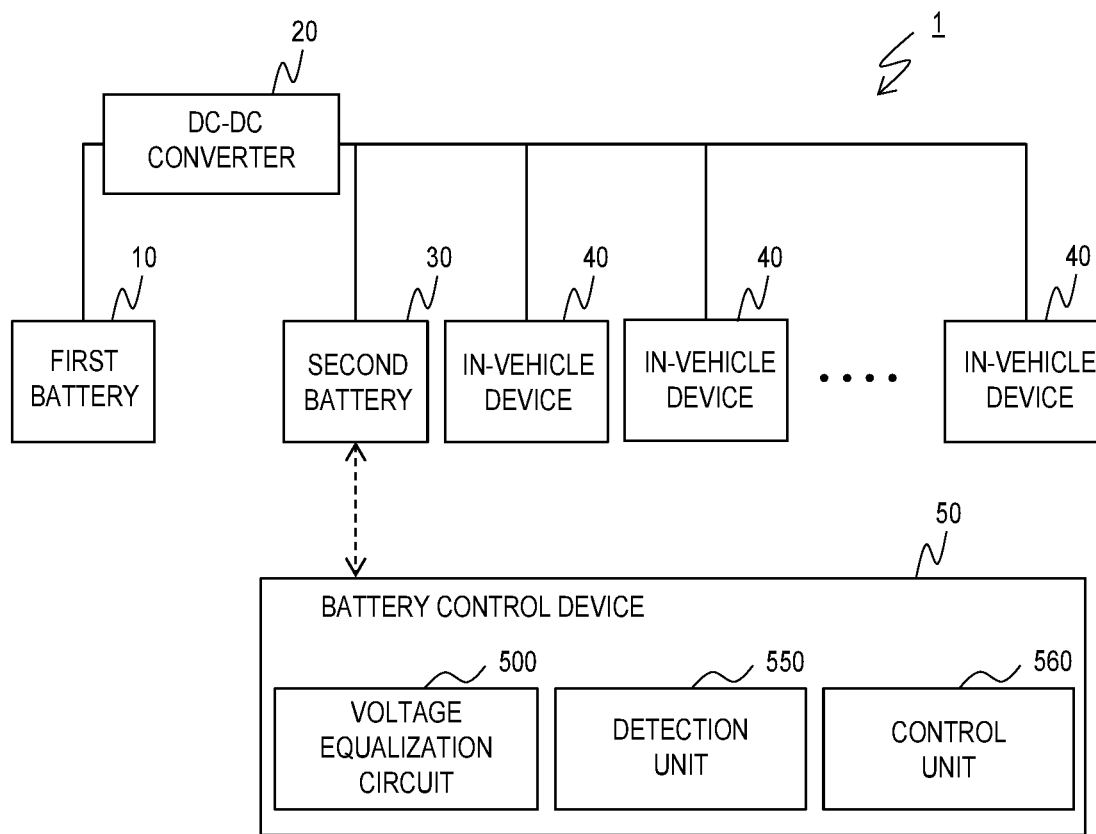 1
20
DC-DC
CONVERTER
10
30
40
40
40
FIRST
BATTERY
SECOND
BATTERY
IN-VEHICLE
DEVICE
IN-VEHICLE
DEVICE
IN-VEHICLE
DEVICE
50
BATTERY CONTROL DEVICE
500
550
560
VOLTAGE
EQUALIZATION
CIRCUIT
DETECTION
UNIT
CONTROL
UNIT